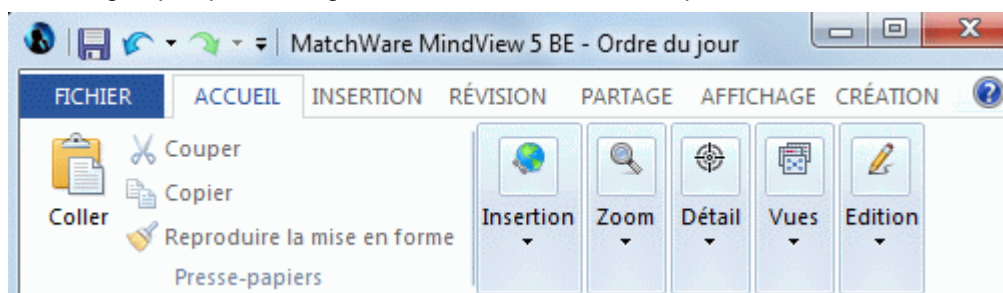 MatchWare MindView 5 BE - Ordre du jour
FICHIER ACCUEIL INSERTION RÉVISION PARTAGE AFFICHAGE CRÉATION
Coller
Couper
Copier
Reproduire la mise en forme
Presse-papiers
Insertion Zoom Détail Vues Edition